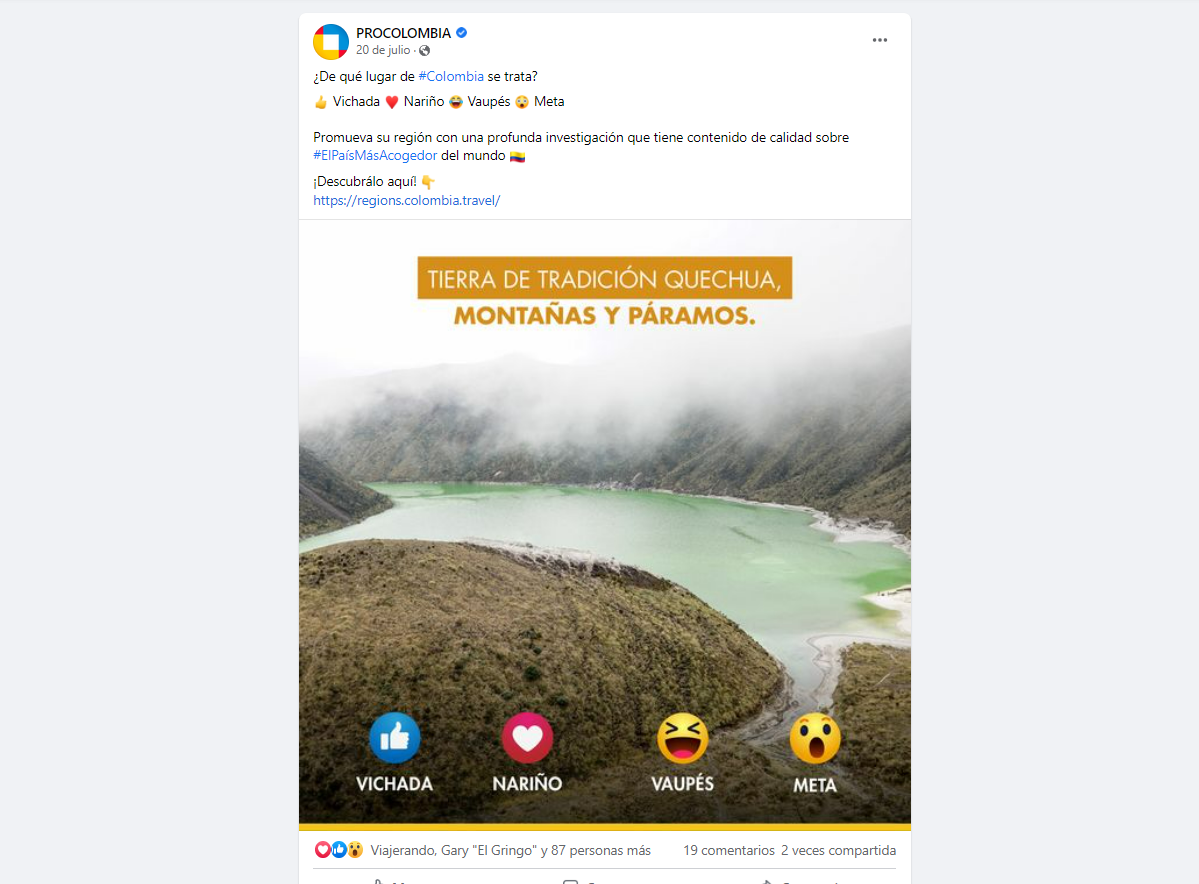 PROCOLOMBIA
20 de julio ·
¿De qué lugar de #Colombia se trata?
👍 Vichada ❤️ Nariño 😂 Vaupés 😯 Meta
Promueva su región con una profunda investigación que tiene contenido de calidad sobre
#ElPaísMásAcogedor del mundo 🇨🇴
¡Descubrálo aquí! 👇
https://regions.colombia.travel/
TIERRA DE TRADICIÓN QUECHUA,
MONTAÑAS Y PÁRAMOS.
VICHADA NARIÑO VAUPÉS META
Viajerando, Gary "El Gringo" y 87 personas más 19 comentarios 2 veces compartida